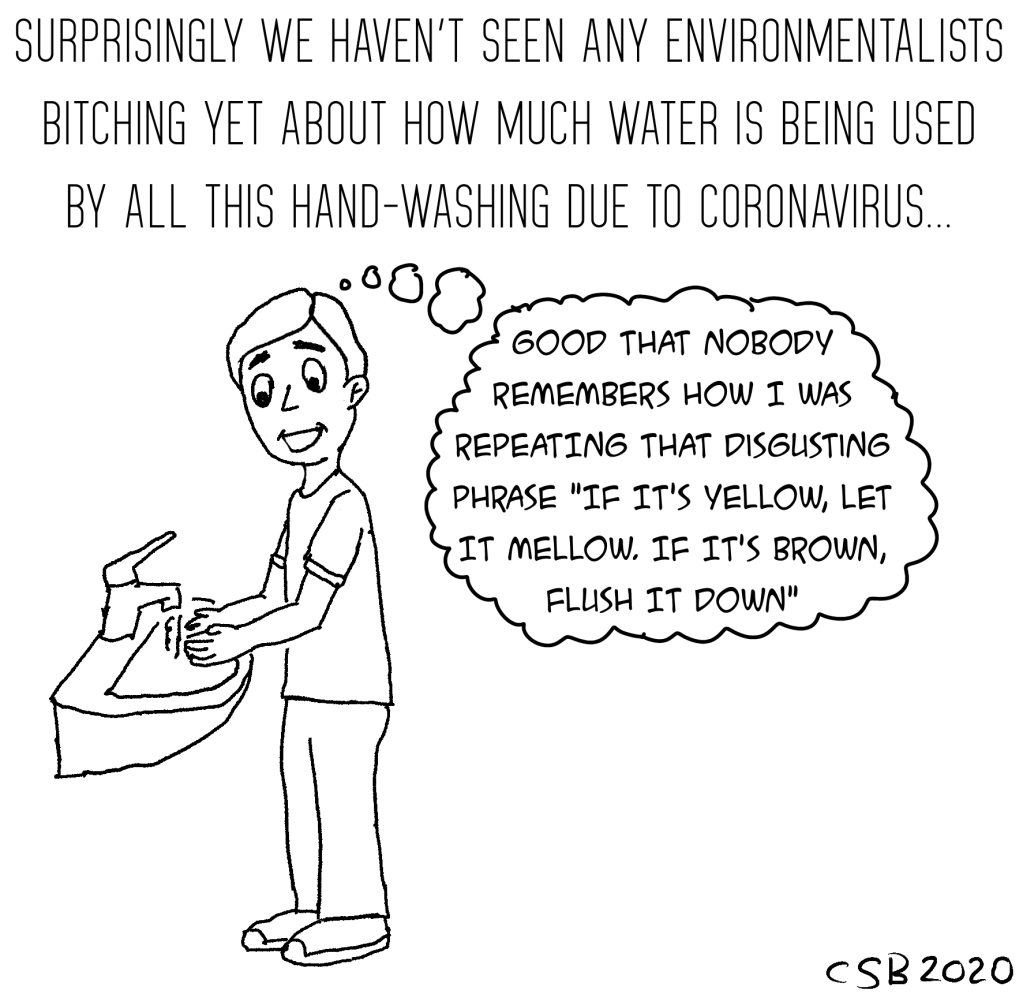 SURPRISINGLY WE HAVEN'T SEEN ANY ENVIRONMENTALISTS
BITCHING YET ABOUT HOW MUCH WATER IS BEING USED
BY ALL THIS HAND-WASHING DUE TO CORONAVIRUS...
GOOD THAT NOBODY
REMEMBERS HOW I WAS
REPEATING THAT DISGUSTING
PHRASE "IF IT'S YELLOW, LET
IT MELLOW. IF IT'S BROWN,
FLUSH IT DOWN"
CSB 2020